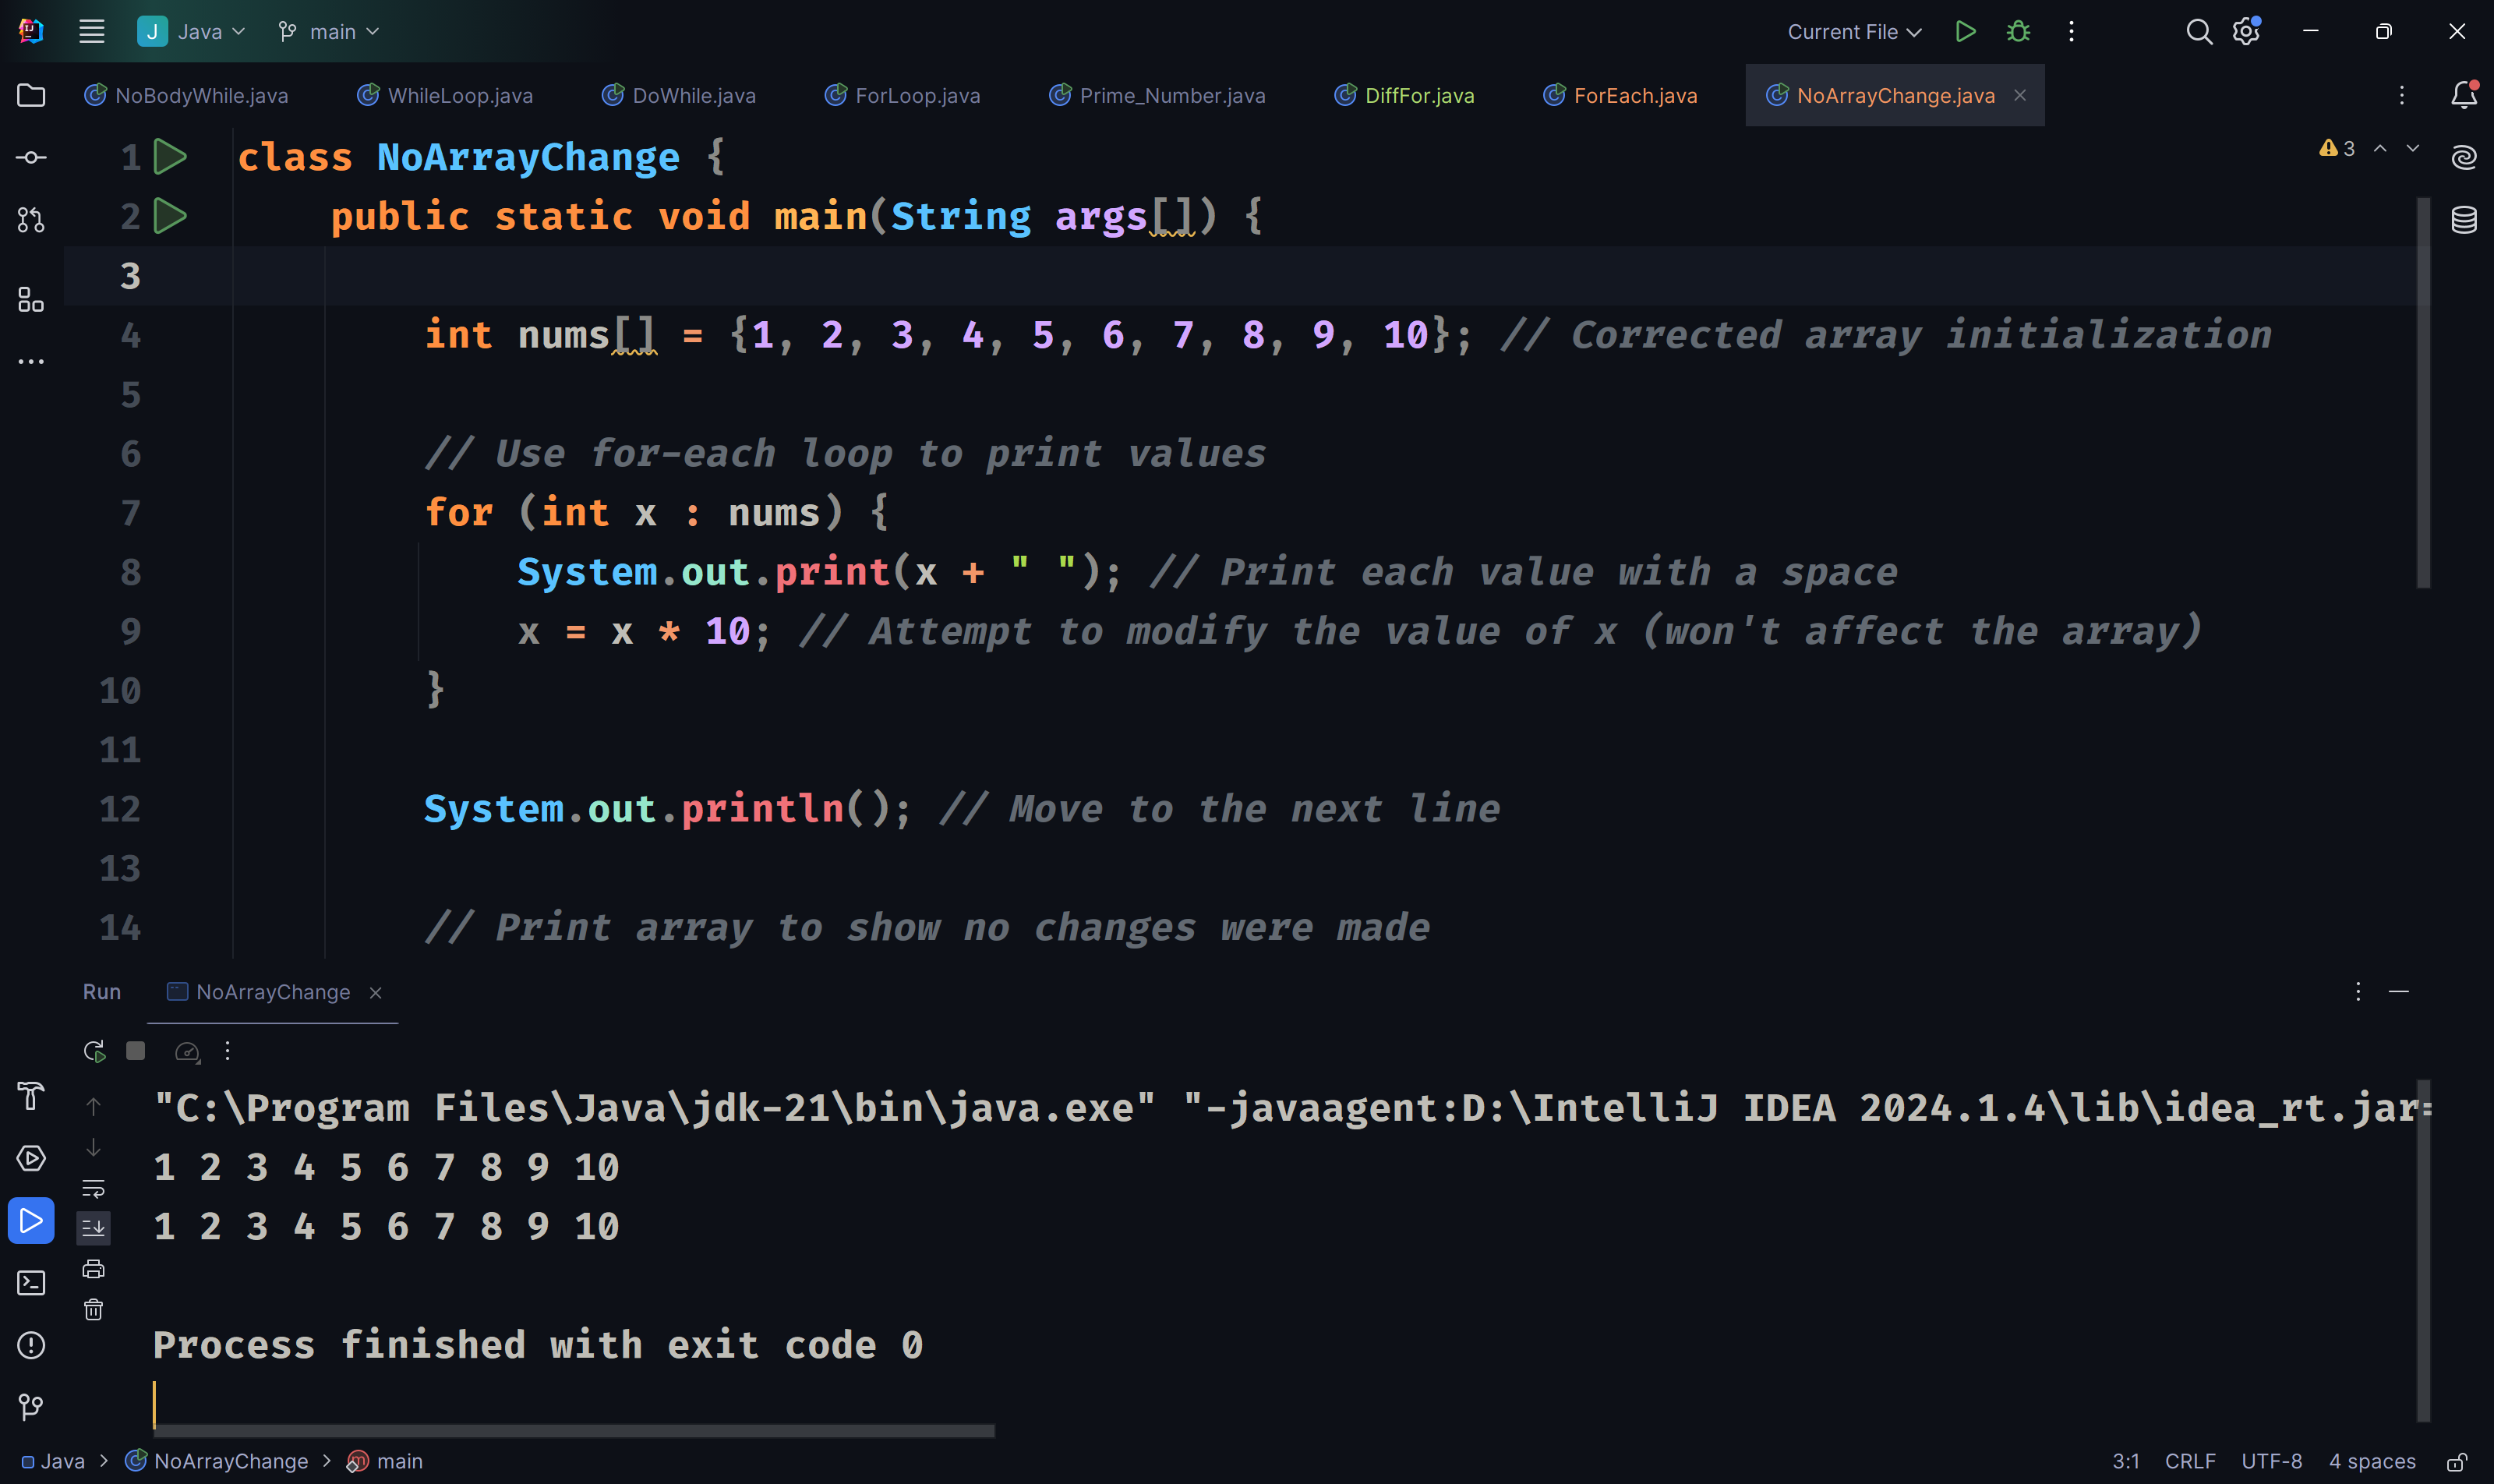 J Java main Current File
NoBodyWhile.java WhileLoop.java DoWhile.java ForLoop.java Prime_Number.java DiffFor.java ForEach.java NoArrayChange.java
3
1 class NoArrayChange {
2 public static void main(String args[]) {
3
4 int nums[] = {1, 2, 3, 4, 5, 6, 7, 8, 9, 10}; // Corrected array initialization
5
6 // Use for-each loop to print values
7 for (int x : nums) {
8 System.out.print(x + " "); // Print each value with a space
9 x = x * 10; // Attempt to modify the value of x (won't affect the array)
10 }
11
12 System.out.println(); // Move to the next line
13
14 // Print array to show no changes were made
Run NoArrayChange
"C:\Program Files\Java\jdk-21\bin\java.exe" "-javaagent:D:\IntelliJ IDEA 2024.1.4\lib\idea_rt.jar=
1 2 3 4 5 6 7 8 9 10
1 2 3 4 5 6 7 8 9 10
Process finished with exit code 0
Java > NoArrayChange > main 3:1 CRLF UTF-8 4 spaces